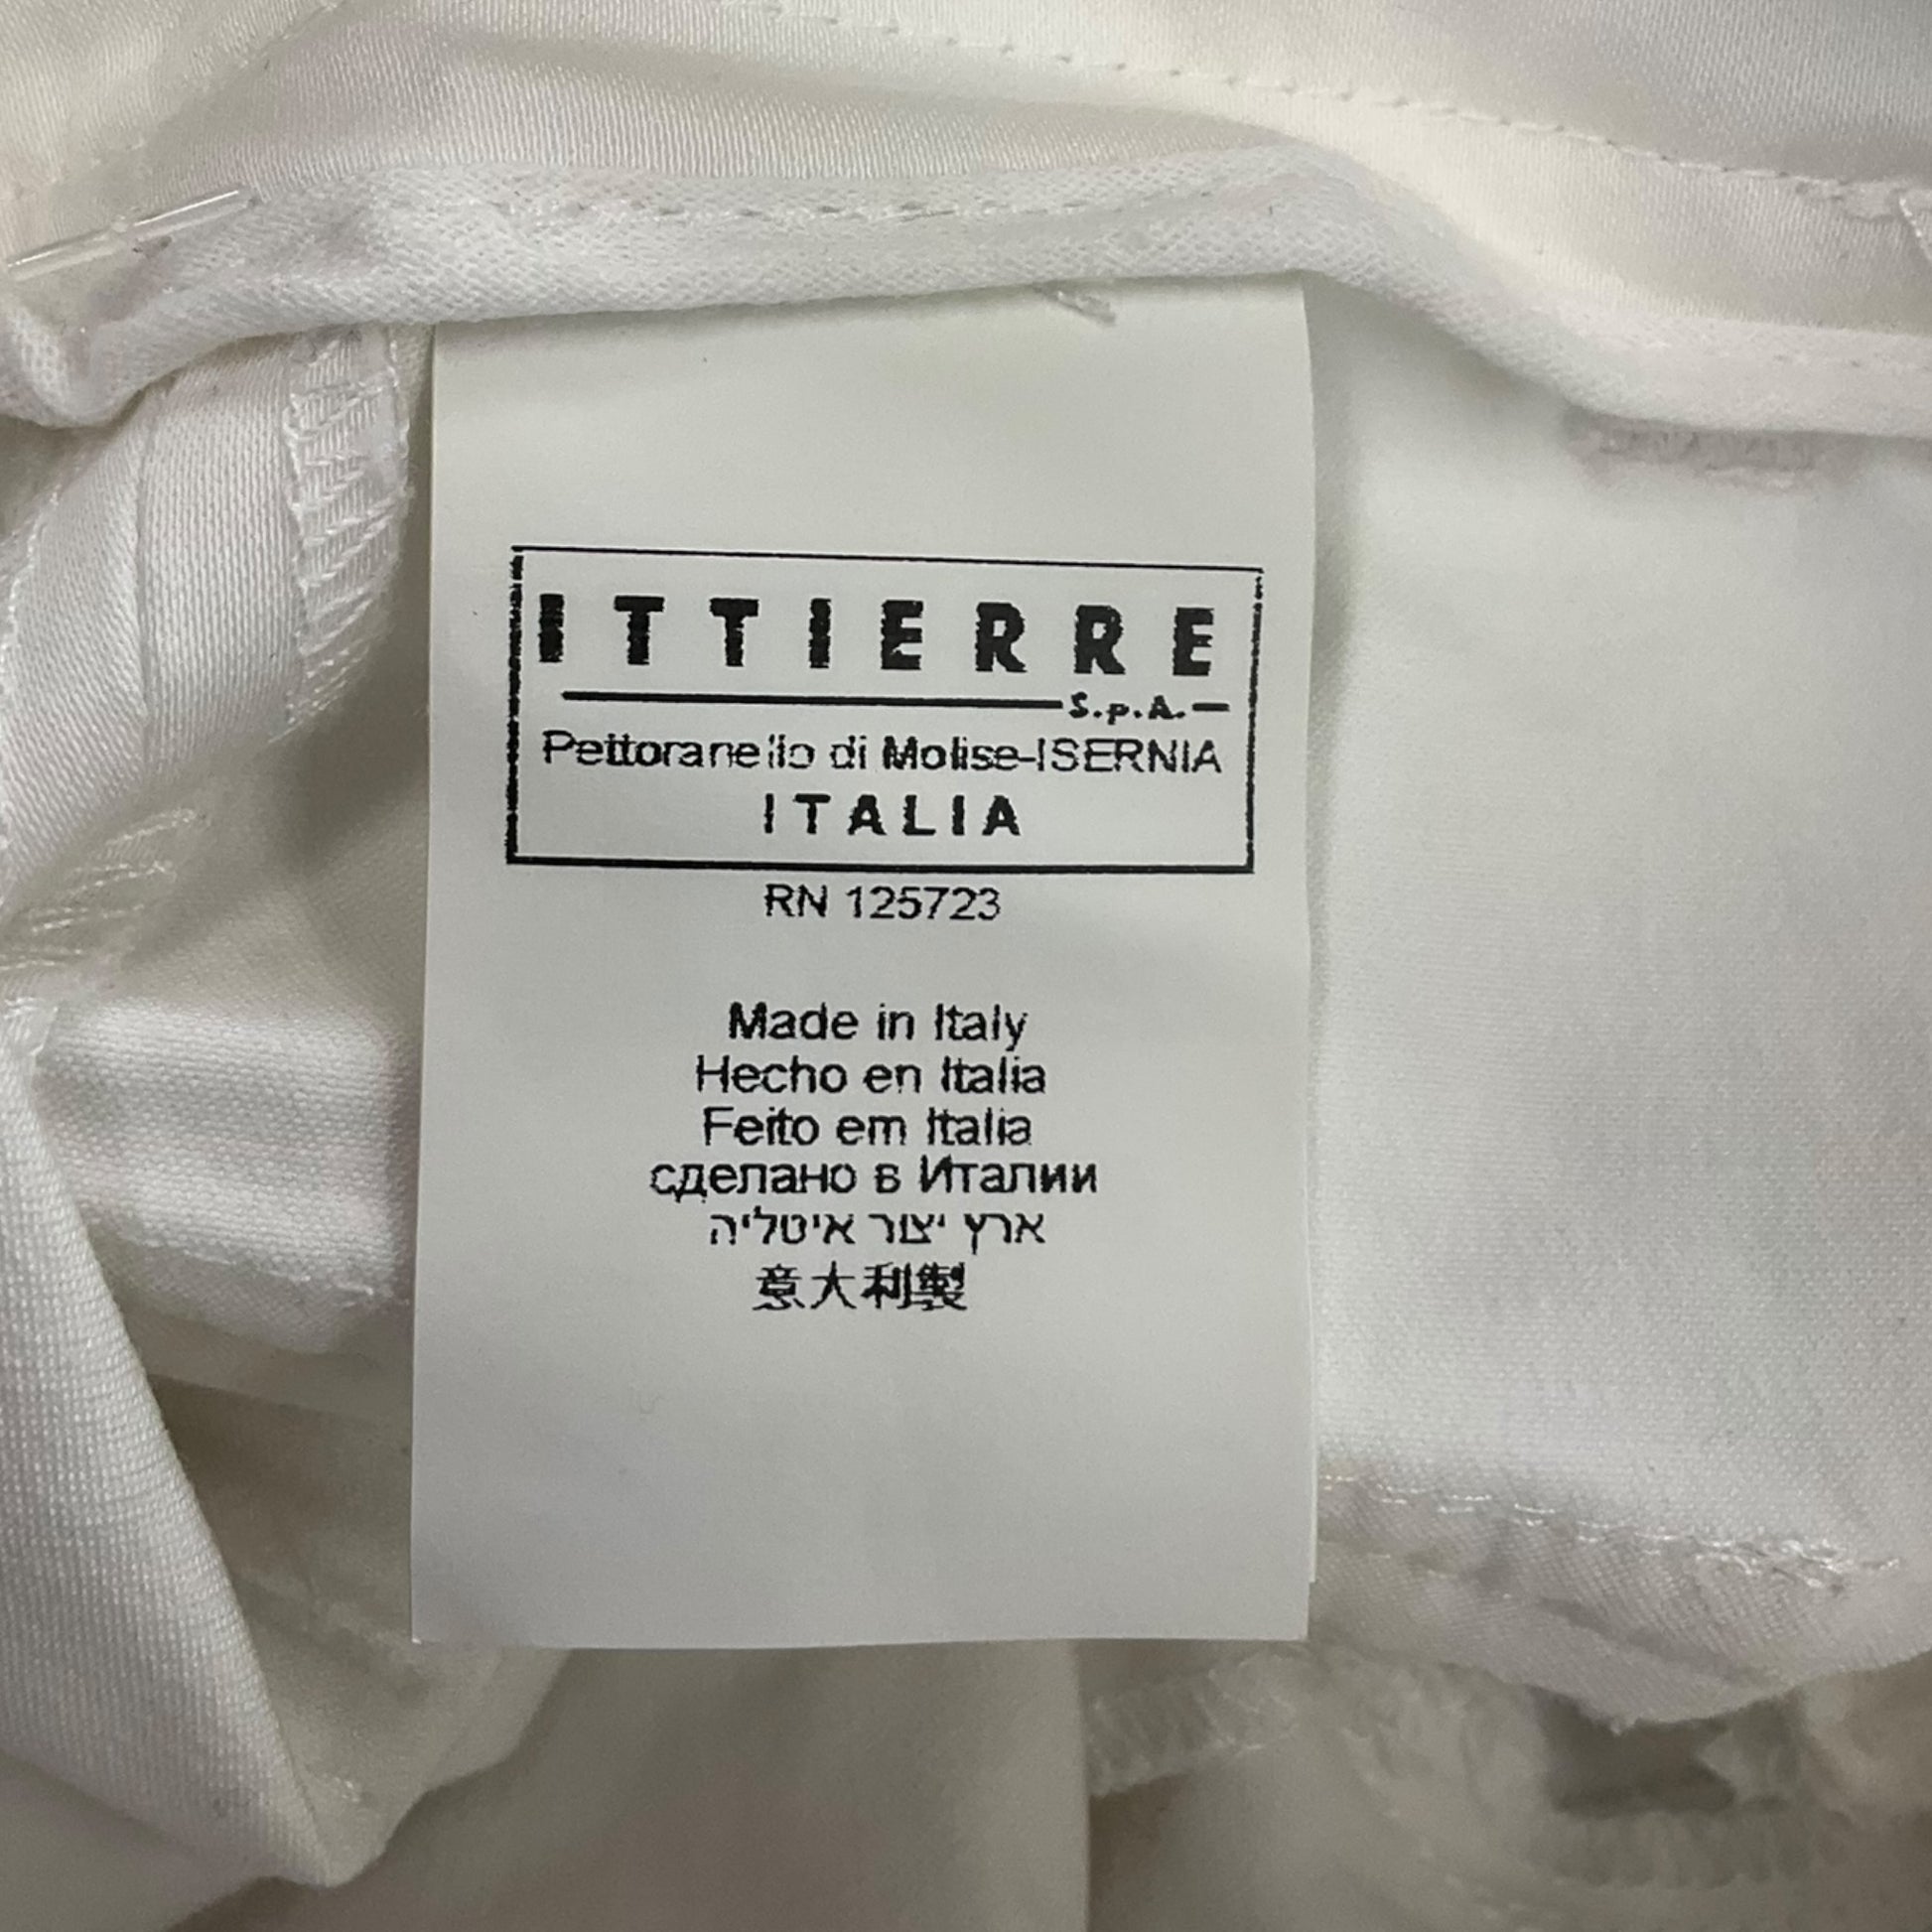 ITTIERRE
S.p.A.
Pettoranello di Molise-ISERNIA
ITALIA
RN 125723
Made in Italy
Hecho en Italia
Feito em Italia
сделано в Италии
ארץ יצור איטליה
意大利製